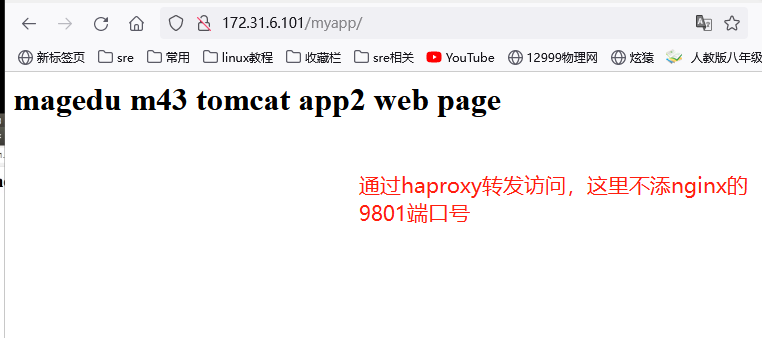 172.31.6.101/myapp/
新标签页 sre 常用 linux教程 收藏栏 sre相关 YouTube 12999物理网 炫猿 人教版八年级
magedu m43 tomcat app2 web page
通过haproxy转发访问，这里不添nginx的
9801端口号